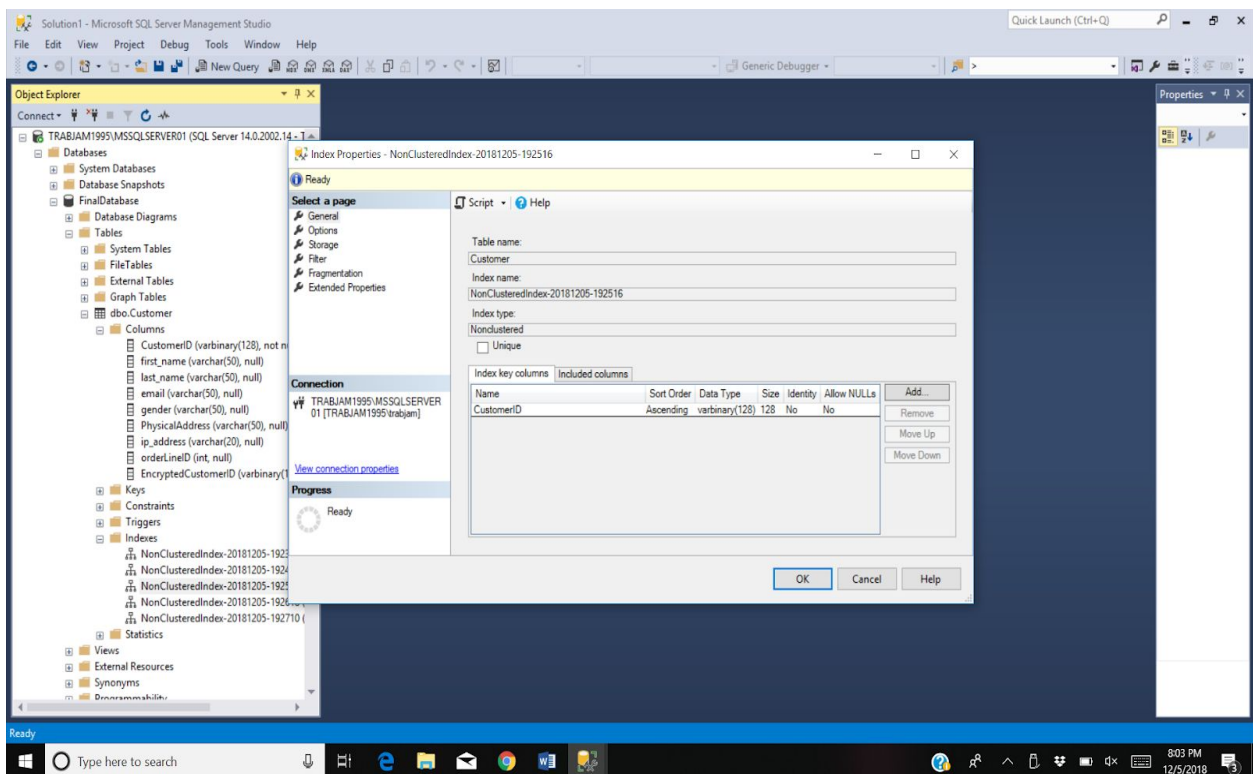 Solution1 - Microsoft SQL Server Management Studio
Quick Launch (Ctrl+Q)
File Edit View Project Debug Tools Window Help
New Query
Generic Debugger
>
Object Explorer
Connect
TRABJAM1995\MSSQLSERVER01 (SQL Server 14.0.2002.14 - T
Databases
System Databases
Database Snapshots
FinalDatabase
Database Diagrams
Tables
System Tables
FileTables
External Tables
Graph Tables
dbo.Customer
Columns
CustomerID (varbinary(128), not n
first_name (varchar(50), null)
last_name (varchar(50), null)
email (varchar(50), null)
gender (varchar(50), null)
PhysicalAddress (varchar(50), null)
ip_address (varchar(20), null)
orderLineID (int, null)
EncryptedCustomerID (varbinary(1
Keys
Constraints
Triggers
Indexes
NonClusteredIndex-20181205-1923
NonClusteredIndex-20181205-1924
NonClusteredIndex-20181205-1925
NonClusteredIndex-20181205-192710 (
Statistics
Views
External Resources
Synonyms
Programmability
Index Properties - NonClusteredIndex-20181205-192516
Ready
Select a page
General
Options
Storage
Filter
Fragmentation
Extended Properties
Connection
TRABJAM1995\MSSQLSERVER
01 [TRABJAM1995\trabjam]
View connection properties
Progress
Ready
Script Help
Table name:
Customer
Index name:
NonClusteredIndex-20181205-192516
Index type:
Nonclustered
Unique
Index key columns Included columns
Name Sort Order Data Type Size Identity Allow NULLs
CustomerID Ascending varbinary(128) 128 No No
Add...
Remove
Move Up
Move Down
OK Cancel Help
Properties
Ready
Type here to search
8:03 PM
12/5/2018